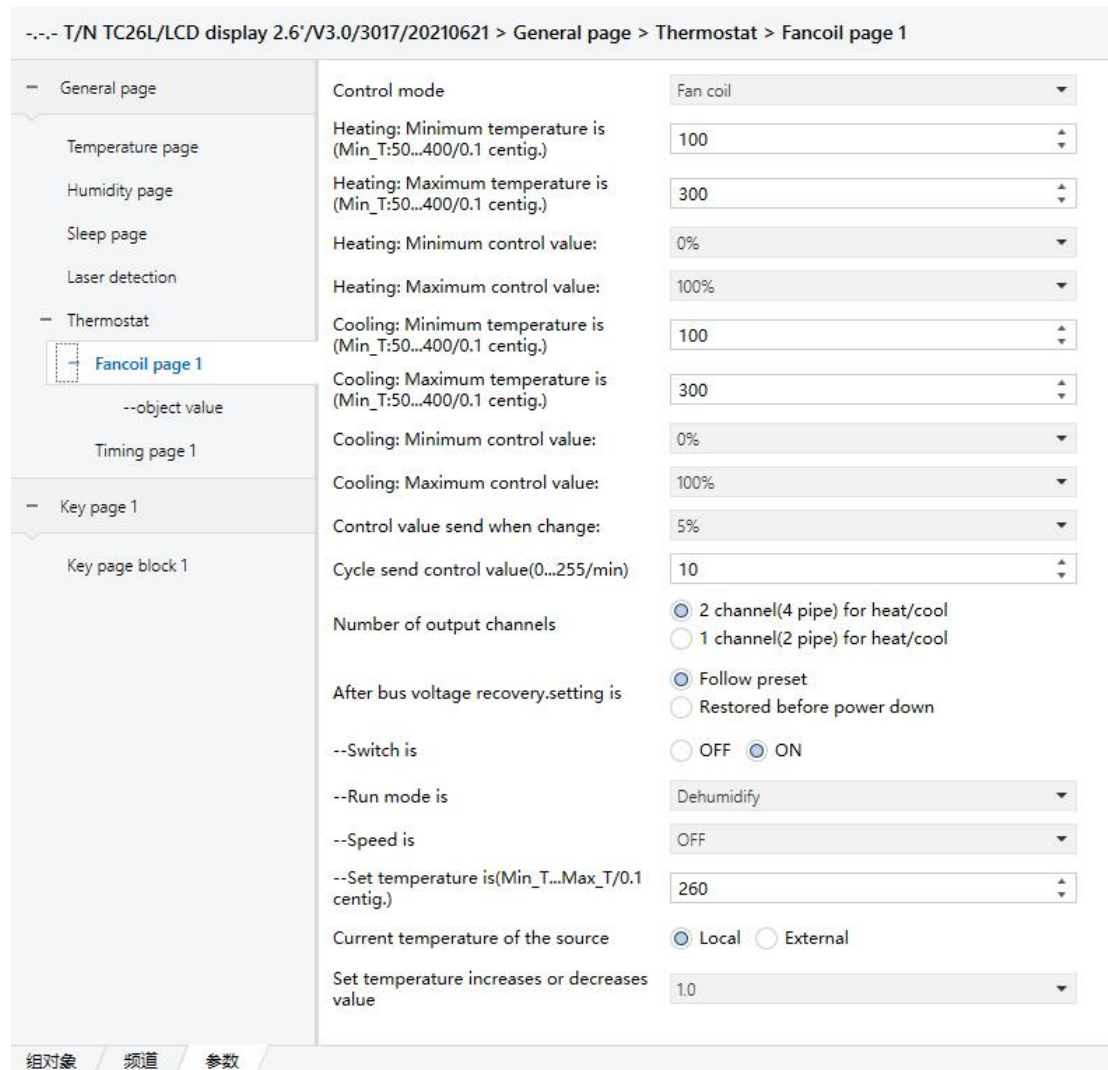 -.-.- T/N TC26L/LCD display 2.6'/V3.0/3017/20210621 > General page > Thermostat > Fancoil page 1
General page
Temperature page
Humidity page
Sleep page
Laser detection
Thermostat
Fancoil page 1
--object value
Timing page 1
Key page 1
Key page block 1
Control mode
Fan coil
Heating: Minimum temperature is
(Min_T:50...400/0.1 centig.)
100
Heating: Maximum temperature is
(Min_T:50...400/0.1 centig.)
300
Heating: Minimum control value:
0%
Heating: Maximum control value:
100%
Cooling: Minimum temperature is
(Min_T:50...400/0.1 centig.)
100
Cooling: Maximum temperature is
(Min_T:50...400/0.1 centig.)
300
Cooling: Minimum control value:
0%
Cooling: Maximum control value:
100%
Control value send when change:
5%
Cycle send control value(0...255/min)
10
Number of output channels
2 channel(4 pipe) for heat/cool
1 channel(2 pipe) for heat/cool
After bus voltage recovery.setting is
Follow preset
Restored before power down
--Switch is
OFF ON
--Run mode is
Dehumidify
--Speed is
OFF
--Set temperature is(Min_T...Max_T/0.1
centig.)
260
Current temperature of the source
Local External
Set temperature increases or decreases
value
1.0
组对象 频道 参数